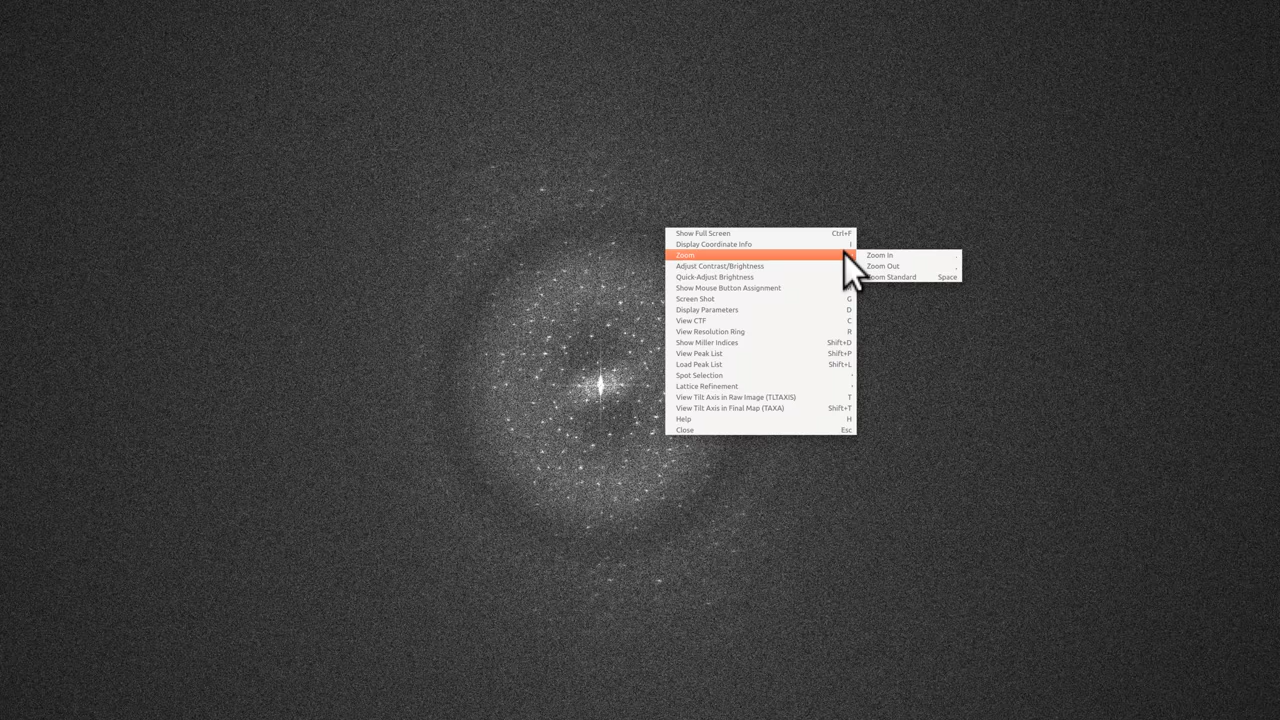 Show Full Screen Ctrl+F
Display Coordinate Info I
Zoom
Zoom In .
Zoom Out ,
Adjust Contrast/Brightness
Quick-Adjust Brightness
Standard Space
Show Mouse Button Assignment
Screen Shot G
Display Parameters D
View CTF C
View Resolution Ring R
Show Miller Indices Shift+D
View Peak List Shift+P
Load Peak List Shift+L
Spot Selection
Lattice Refinement
View Tilt Axis in Raw Image (TLTAXIS) T
View Tilt Axis in Final Map (TAXA) Shift+T
Help H
Close Esc